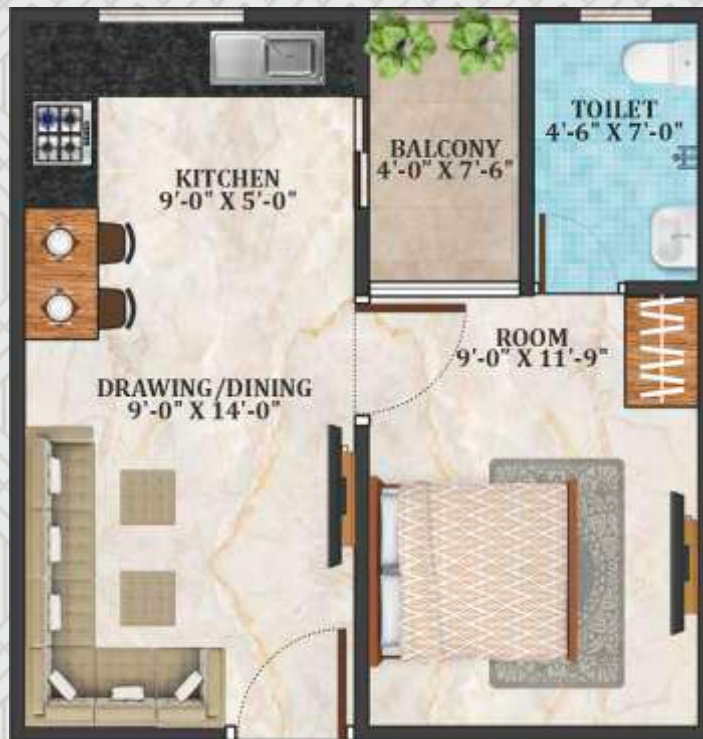 TOILET
4'-6" X 7'-0"
BALCONY
4'-0" X 7'-6"
KITCHEN
9'-0" X 5'-0"
ROOM
9'-0" X 11'-9"
DRAWING/DINING
9'-0" X 14'-0"